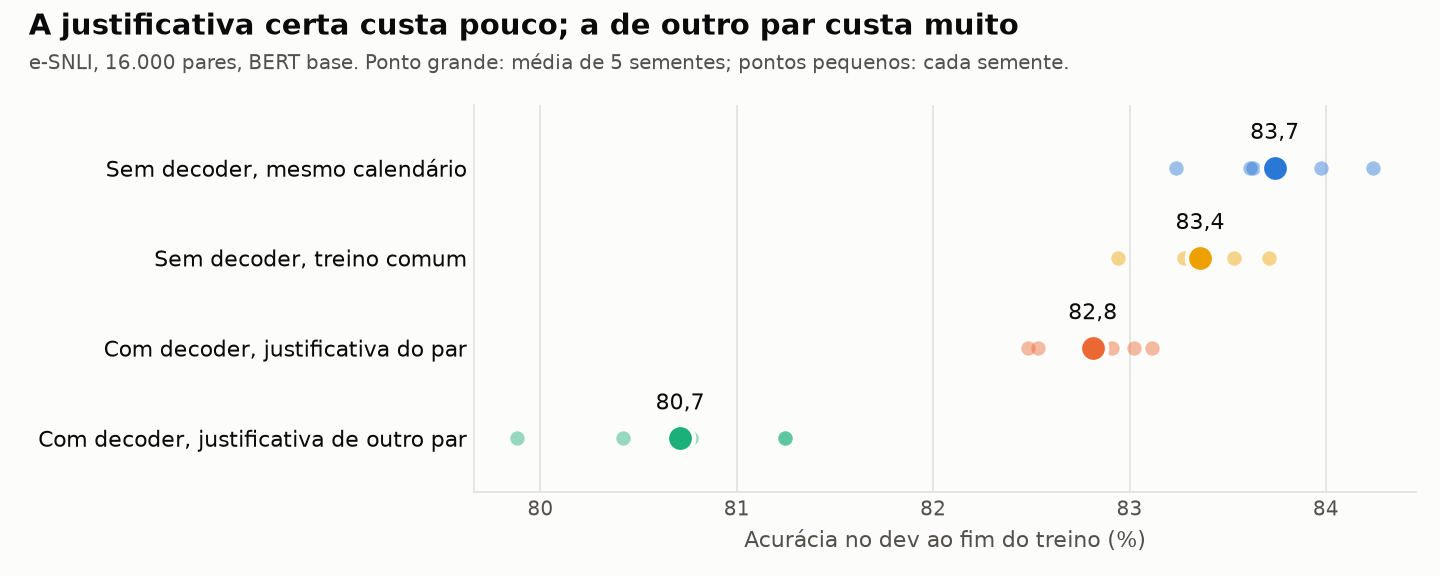 A justificativa certa custa pouco; a de outro par custa muito
e-SNLI, 16.000 pares, BERT base. Ponto grande: média de 5 sementes; pontos pequenos: cada semente.
83,7
Sem decoder, mesmo calendário
83,4
Sem decoder, treino comum
82,8
Com decoder, justificativa do par
80,7
Com decoder, justificativa de outro par
80 81 82 83 84
Acurácia no dev ao fim do treino (%)